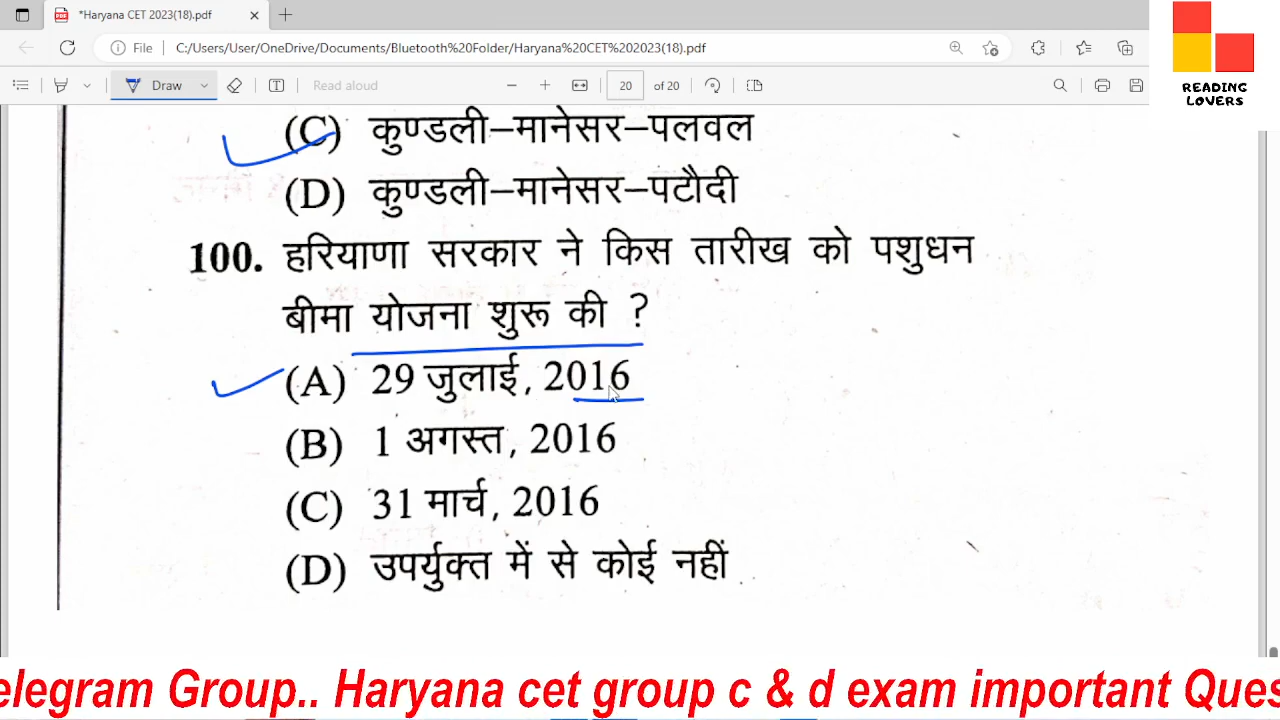 *Haryana CET 2023(18).pdf
File C:/Users/User/OneDrive/Documents/Bluetooth%20Folder/Haryana%20CET%202023(18).pdf
Draw Read aloud 20 of 20
READING
LOVERS
(C) कुण्डली–मानेसर–पलवल
(D) कुण्डली–मानेसर–पटौदी
100. हरियाणा सरकार ने किस तारीख को पशुधन
बीमा योजना शुरू की ?
(A) 29 जुलाई, 2016
(B) 1 अगस्त, 2016
(C) 31 मार्च, 2016
(D) उपर्युक्त में से कोई नहीं
elegram Group.. Haryana cet group c & d exam important Ques